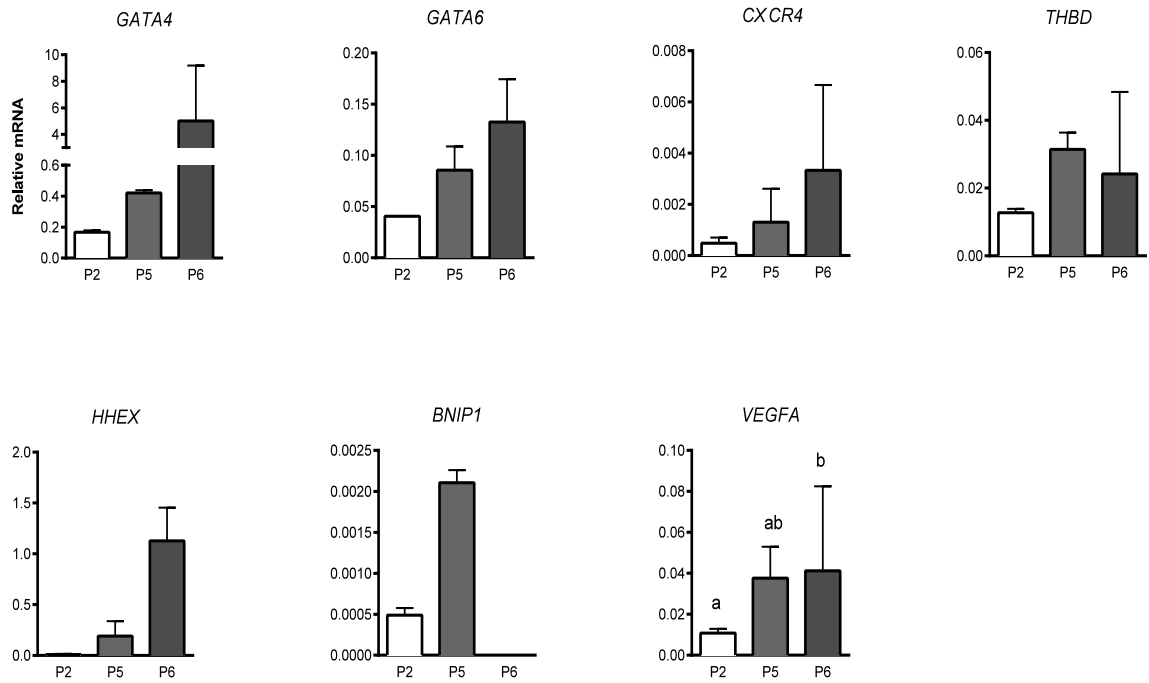 GATA4
GATA6
CXCR4
THBD
Relative mRNA
10
8
6
4
0.6
0.4
0.2
0.0
P2 P5 P6
0.20
0.15
0.10
0.05
0.00
P2 P5 P6
0.008
0.006
0.004
0.002
0.000
P2 P5 P6
0.06
0.04
0.02
0.00
P2 P5 P6
HHEX
BNIP1
VEGFA
2.0
1.5
1.0
0.5
0.0
P2 P5 P6
0.0025
0.0020
0.0015
0.0010
0.0005
0.0000
P2 P5 P6
0.10
0.08
0.06
0.04
0.02
0.00
a
ab
b
P2 P5 P6